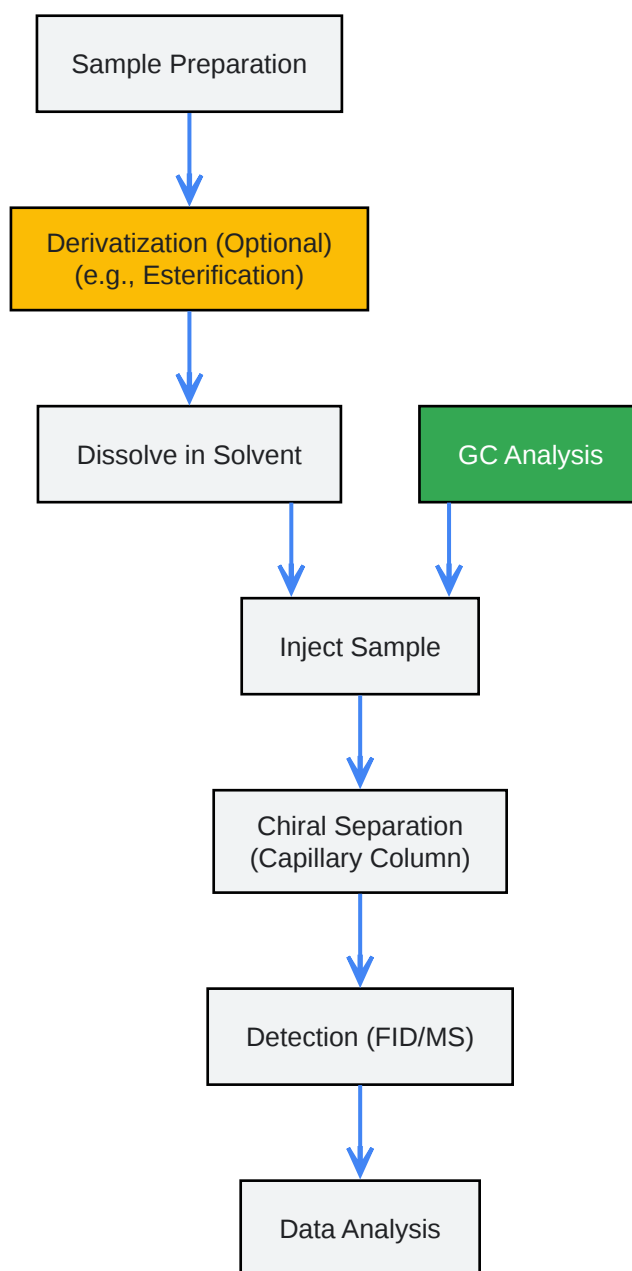 Sample Preparation
Derivatization (Optional)
(e.g., Esterification)
Dissolve in Solvent
GC Analysis
Inject Sample
Chiral Separation
(Capillary Column)
Detection (FID/MS)
Data Analysis